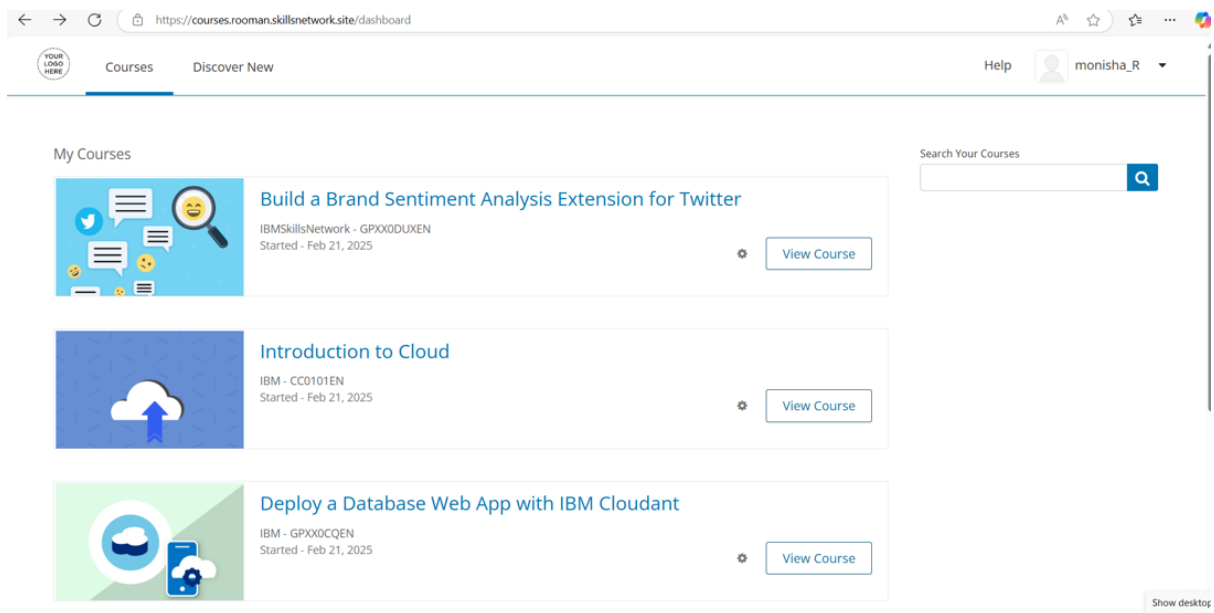 https://courses.rooman.skillsnetwork.site/dashboard
YOUR
LOGO
HERE
Courses
Discover New
Help
monisha_R
My Courses
Search Your Courses
Build a Brand Sentiment Analysis Extension for Twitter
IBMSkillsNetwork - GPXX0DUXEN
Started - Feb 21, 2025
View Course
Introduction to Cloud
IBM - CC0101EN
Started - Feb 21, 2025
View Course
Deploy a Database Web App with IBM Cloudant
IBM - GPXX0CQEN
Started - Feb 21, 2025
View Course
Show desktop